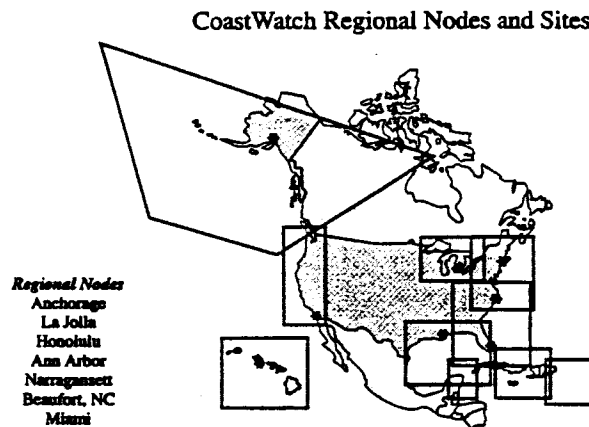 CoastWatch Regional Nodes and Sites
Regional Nodes
Anchorage
La Jolla
Honolulu
Ann Arbor
Narragansett
Beaufort, NC
Miami